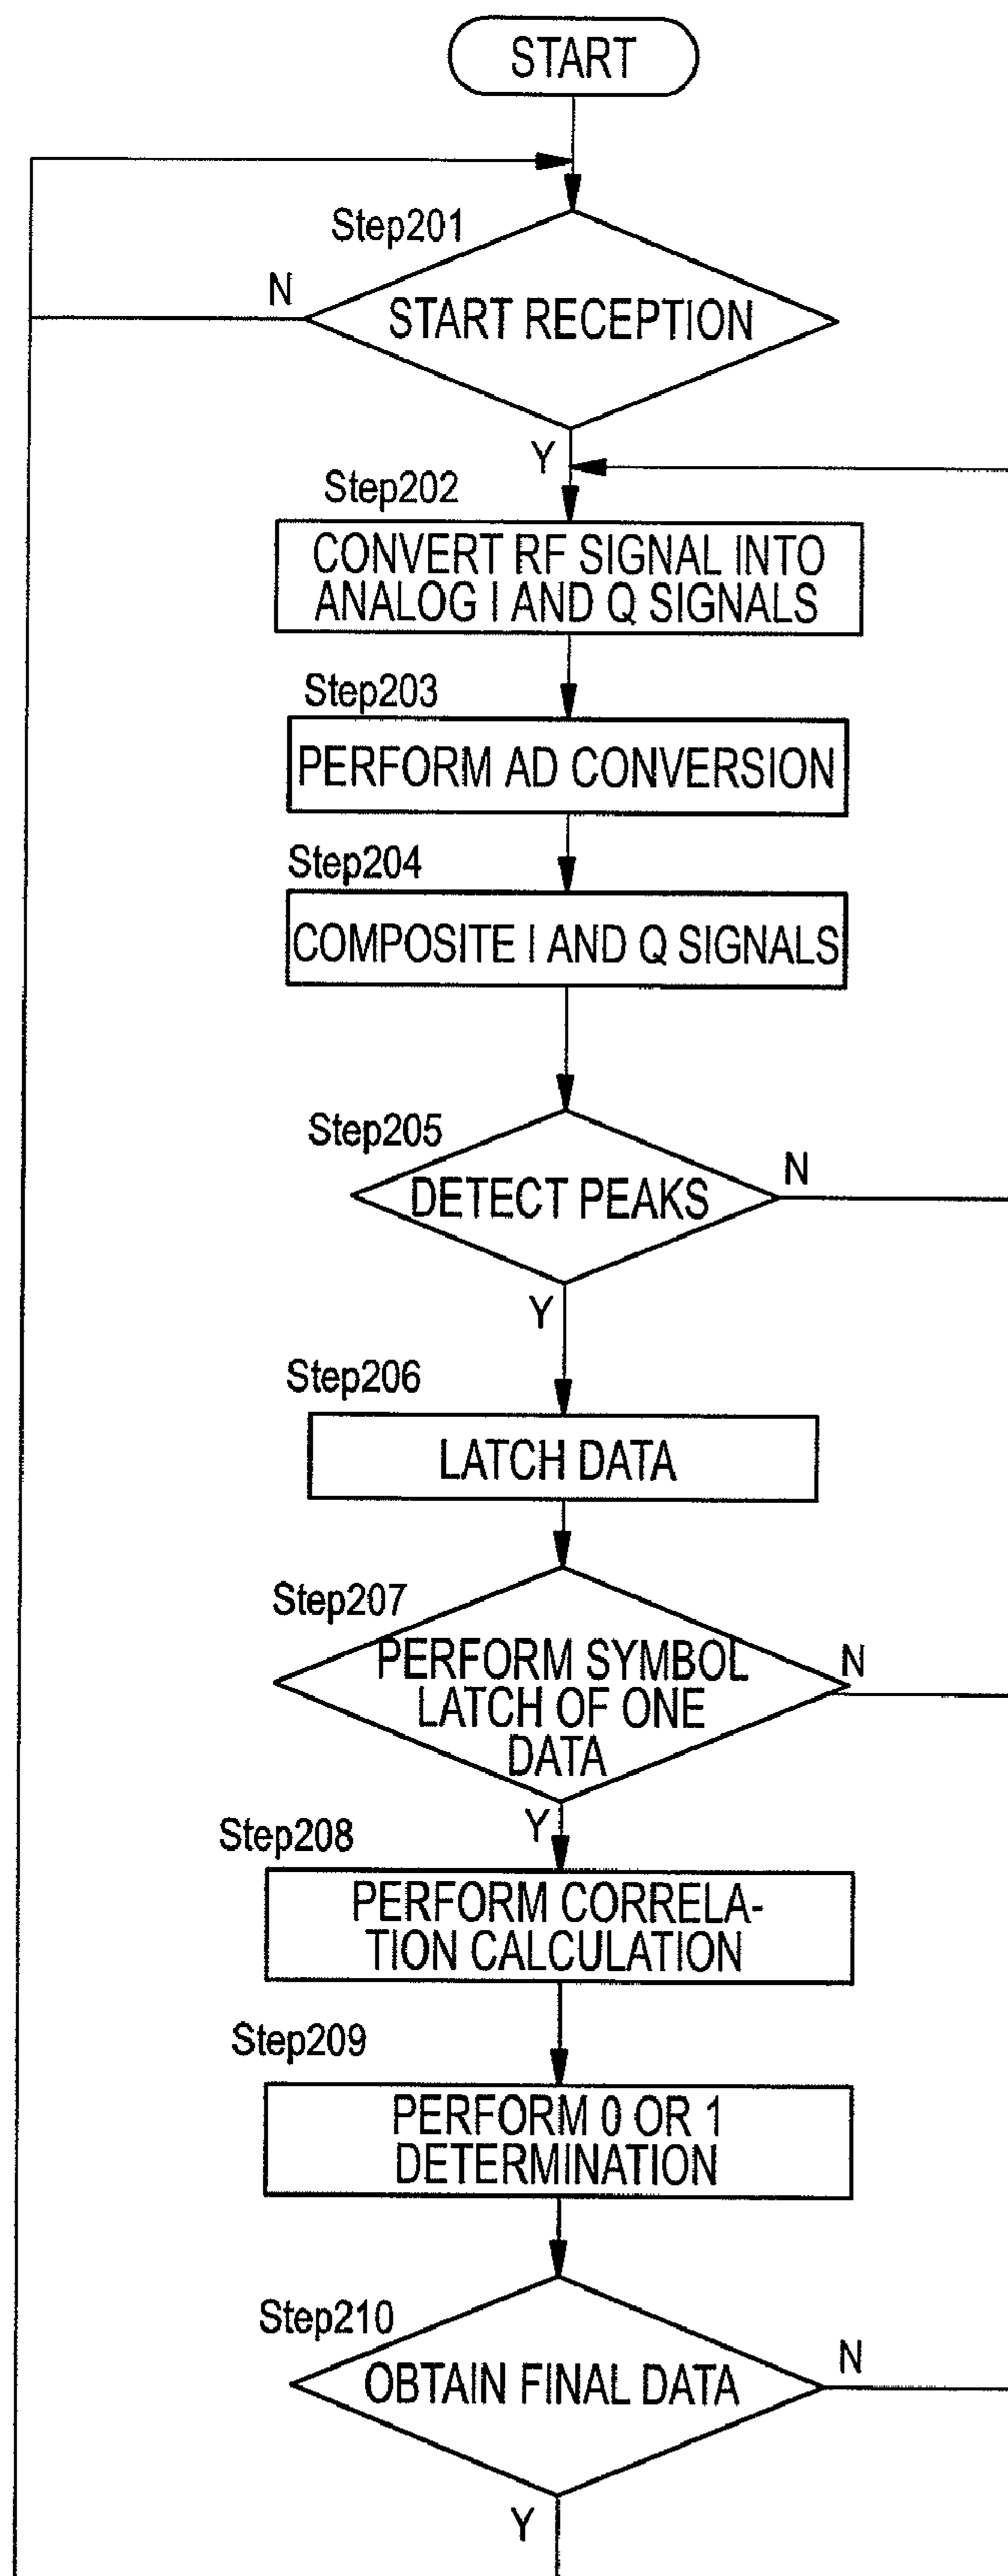 START
Step201
N
START RECEPTION
Y
Step202
CONVERT RF SIGNAL INTO
ANALOG I AND Q SIGNALS
Step203
PERFORM AD CONVERSION
Step204
COMPOSITE I AND Q SIGNALS
Step205
N
DETECT PEAKS
Y
Step206
LATCH DATA
Step207
PERFORM SYMBOL
N
LATCH OF ONE
DATA
Y
Step208
PERFORM CORRELA-
TION CALCULATION
Step209
PERFORM 0 OR 1
DETERMINATION
Step210
N
OBTAIN FINAL DATA
Y